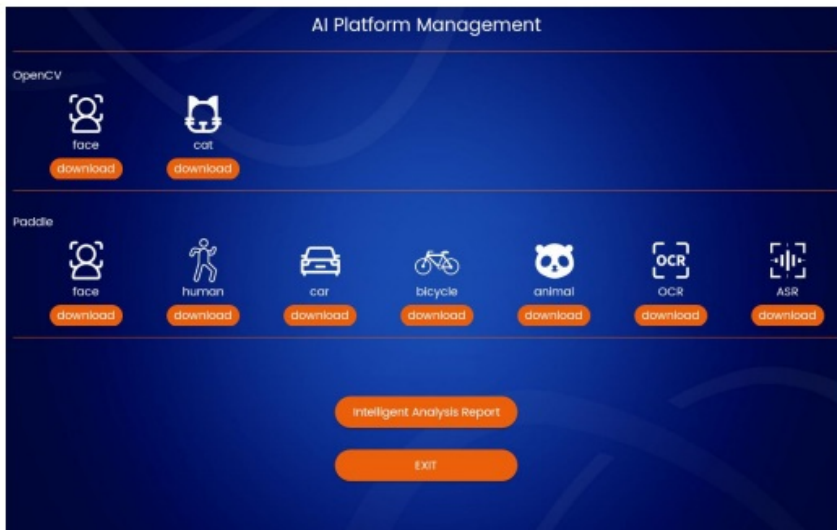 AI Platform Management
OpenCV
face cat
download download
Paddle
face human car bicycle animal OCR ASR
download download download download download download download
Intelligent Analysis Report
EXIT